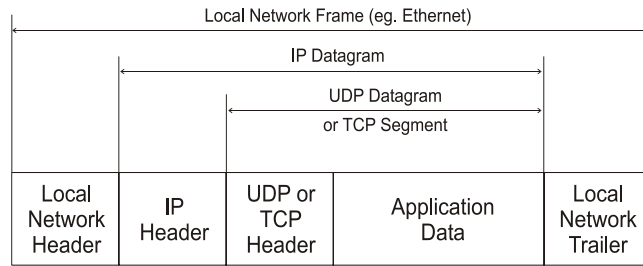 Local Network Frame (eg. Ethernet)
IP Datagram
UDP Datagram
or TCP Segment
Local
Network
Header
IP
Header
UDP or
TCP
Header
Application
Data
Local
Network
Trailer